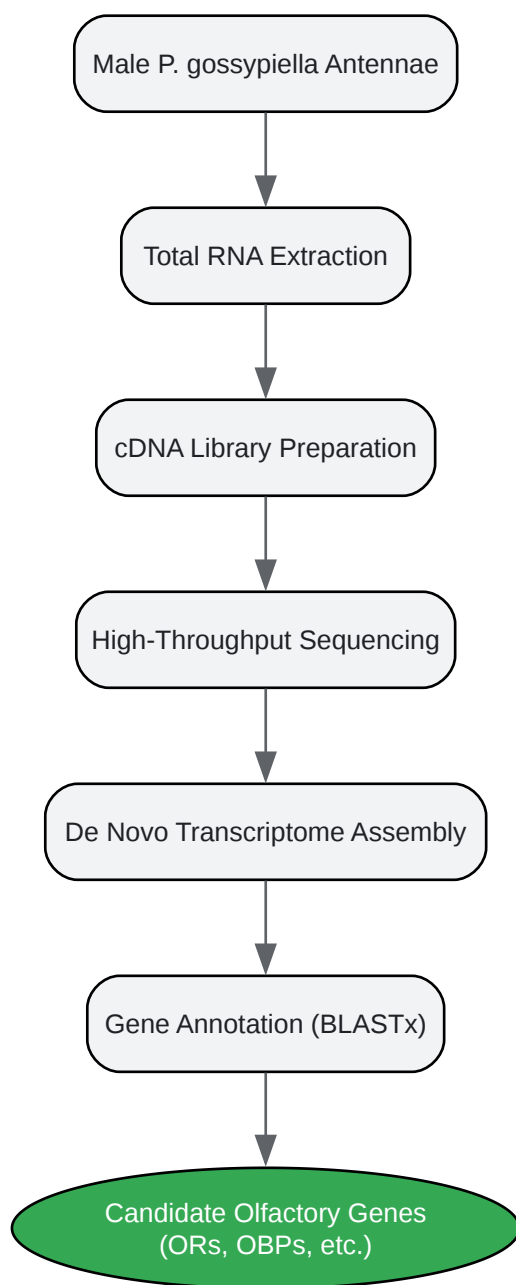 Male P. gossypiella Antennae
Total RNA Extraction
cDNA Library Preparation
High-Throughput Sequencing
De Novo Transcriptome Assembly
Gene Annotation (BLASTx)
Candidate Olfactory Genes
(ORs, OBPs, etc.)